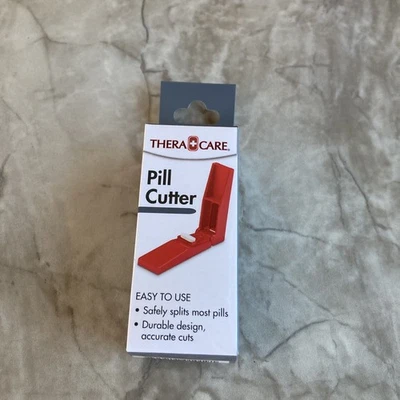 THERA CARE®
Pill
Cutter
EASY TO USE
• Safely splits most pills
• Durable design,
accurate cuts